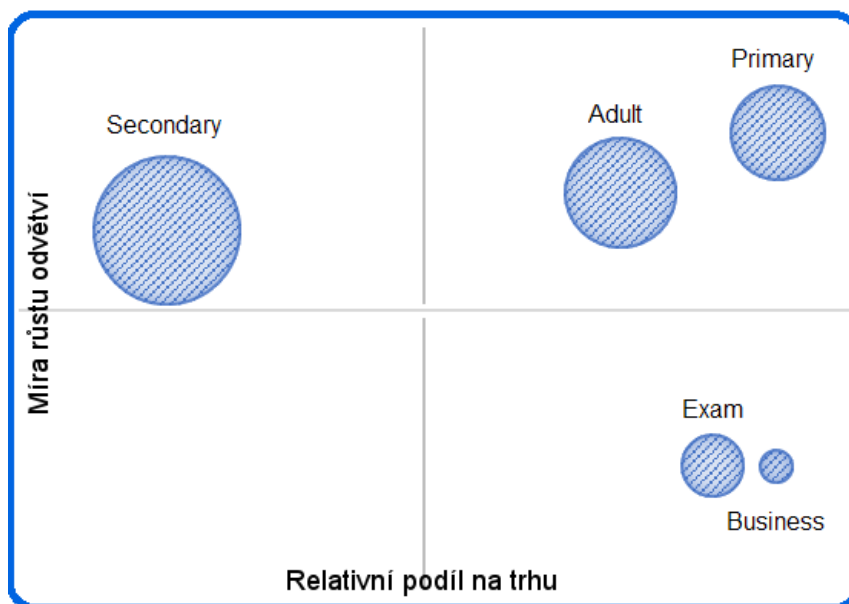 Primary
Adult
Secondary
Míra růstu odvětví
Exam
Business
Relativní podíl na trhu